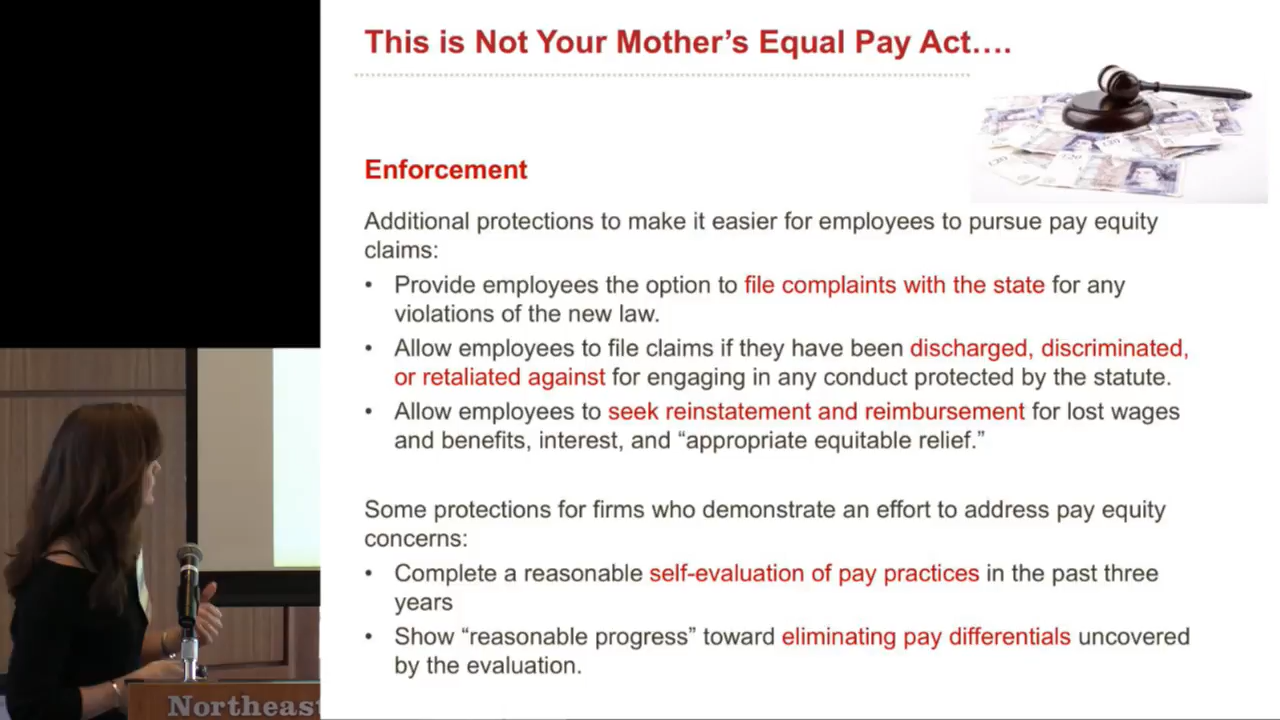 This is Not Your Mother’s Equal Pay Act….
Enforcement
Additional protections to make it easier for employees to pursue pay equity
claims:
• Provide employees the option to file complaints with the state for any
violations of the new law.
• Allow employees to file claims if they have been discharged, discriminated,
or retaliated against for engaging in any conduct protected by the statute.
• Allow employees to seek reinstatement and reimbursement for lost wages
and benefits, interest, and “appropriate equitable relief.”
Some protections for firms who demonstrate an effort to address pay equity
concerns:
• Complete a reasonable self-evaluation of pay practices in the past three
years
• Show “reasonable progress” toward eliminating pay differentials uncovered
by the evaluation.
Northeast